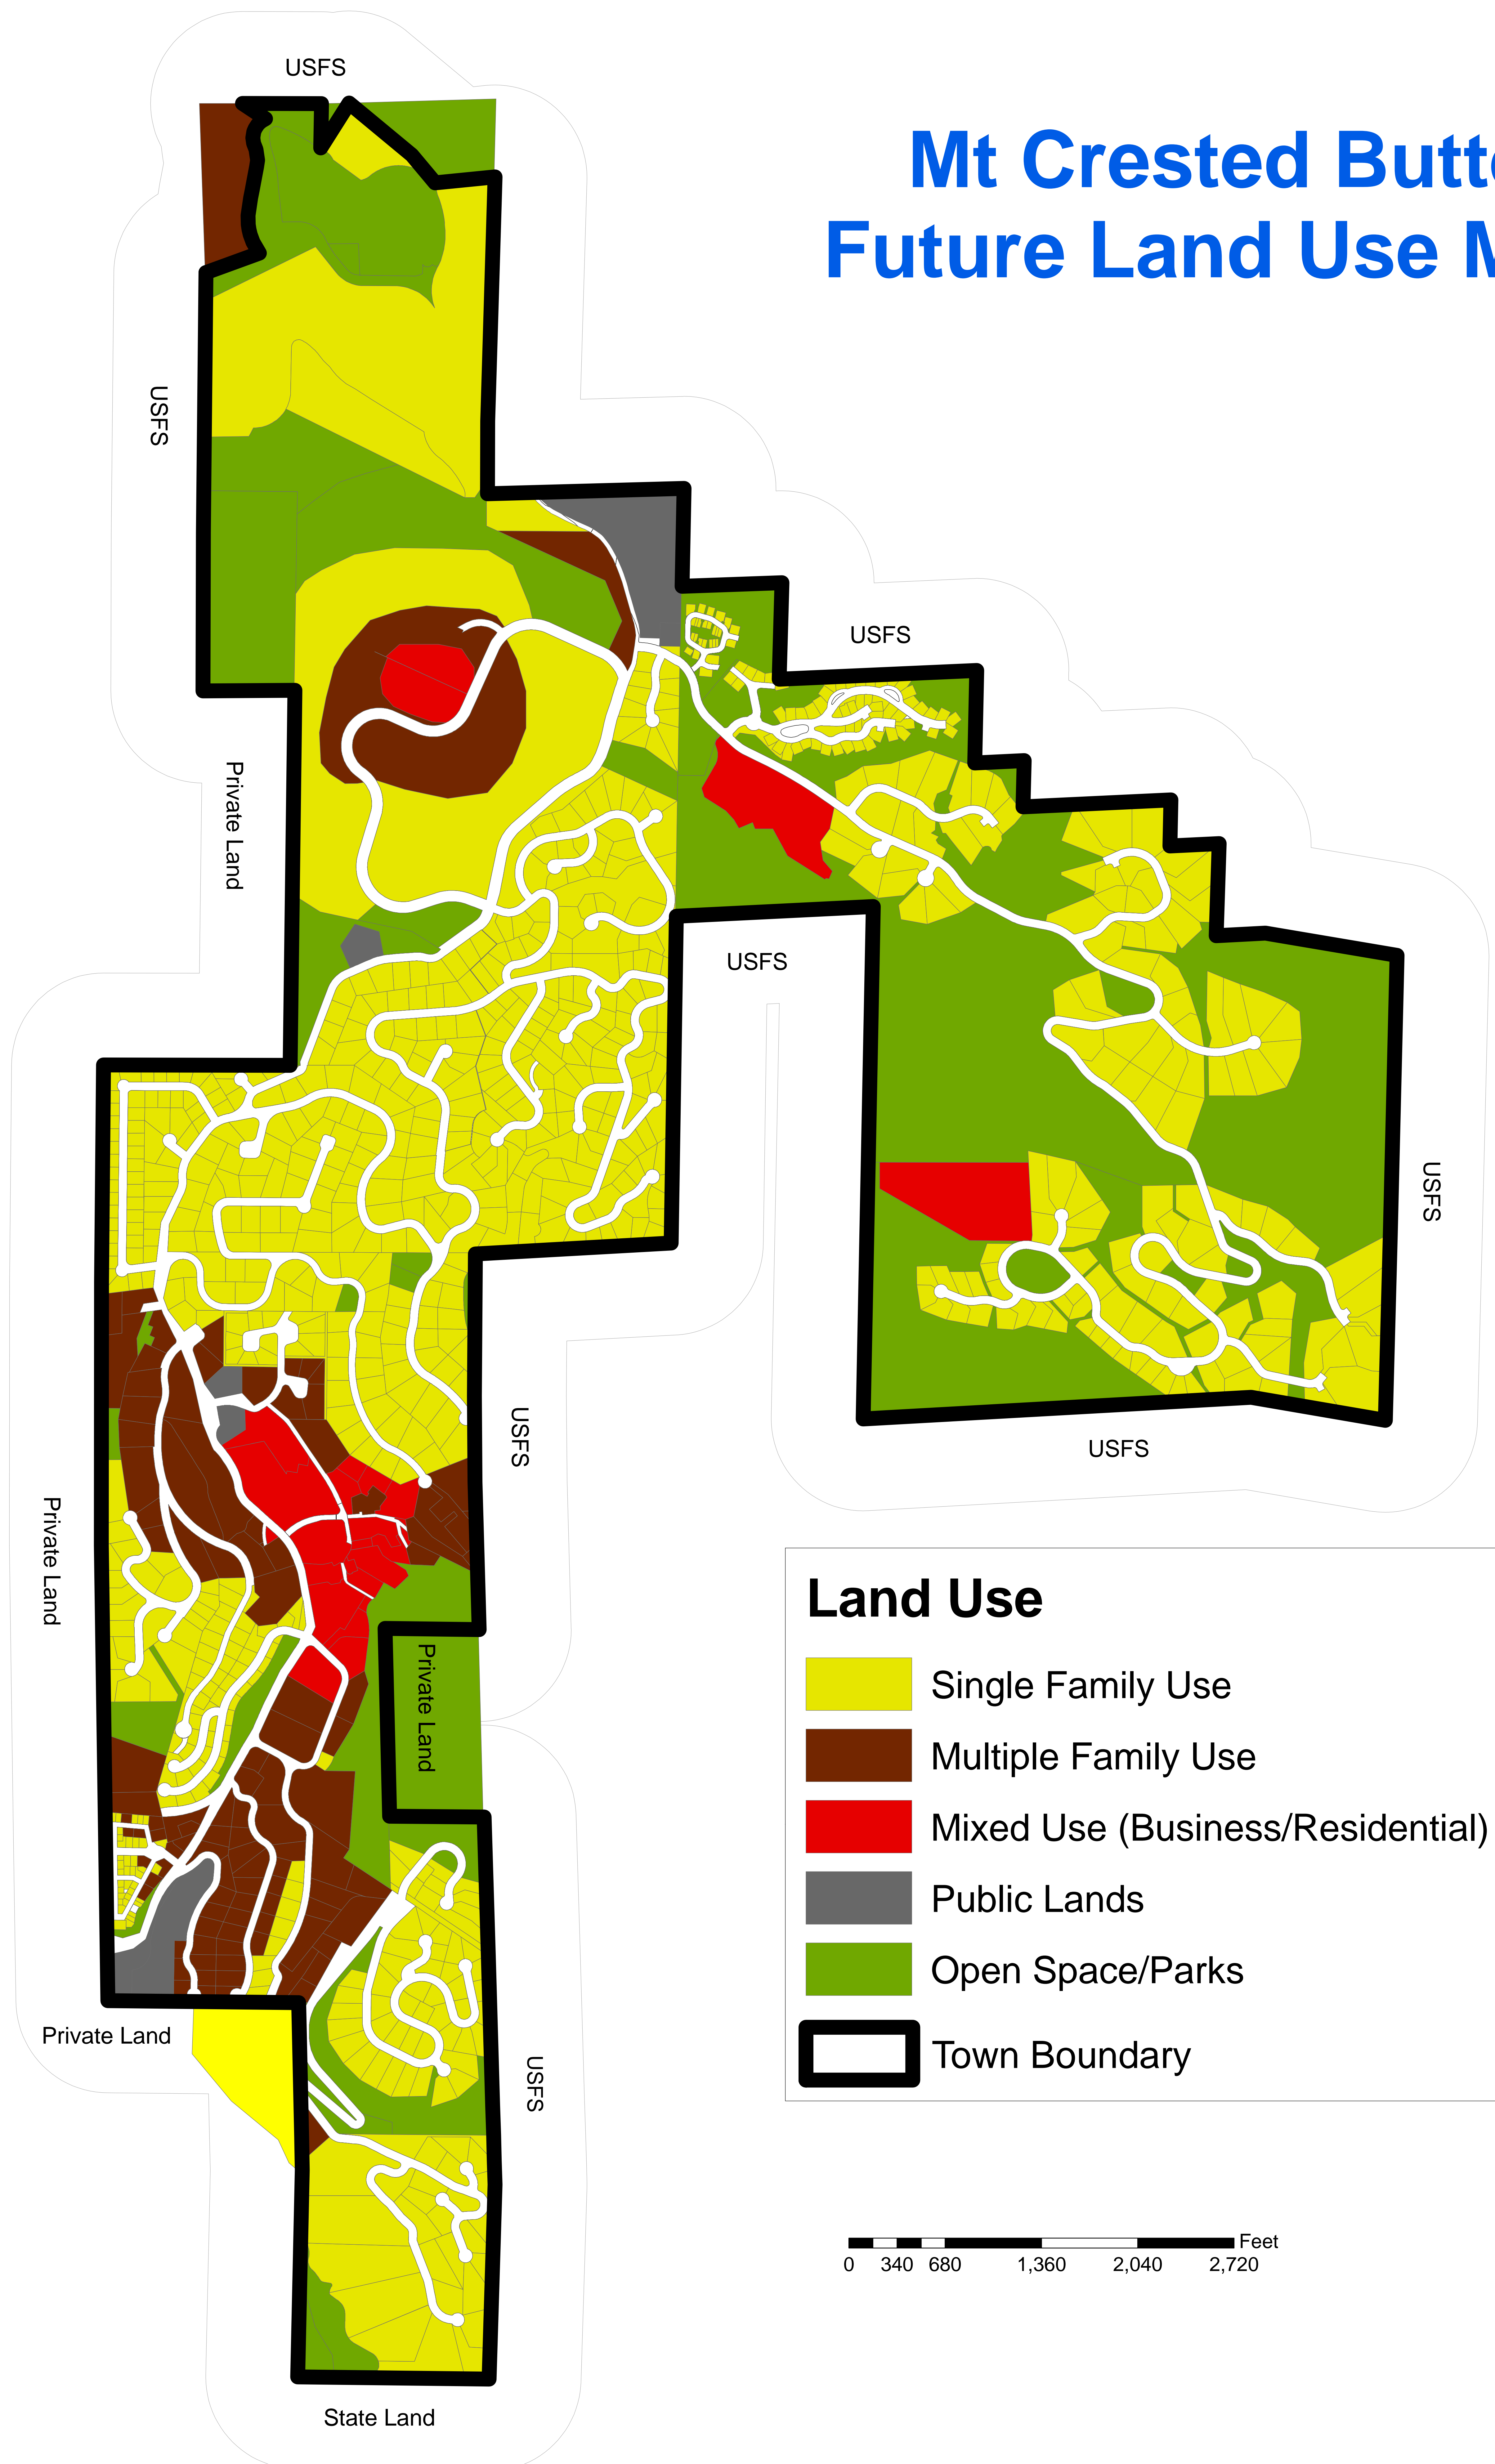 USFS
Mt Crested Butt
Future Land Use
USFS
USFS
Private Land
USFS
USFS
USFS
Private Land
USFS
Private Land
Land Use
Single Family Use
Multiple Family Use
Mixed Use (Business/Residential)
Public Lands
Open Space/Parks
Town Boundary
Private Land
USFS
Feet
0 340 680 1,360 2,040 2,720
State Land